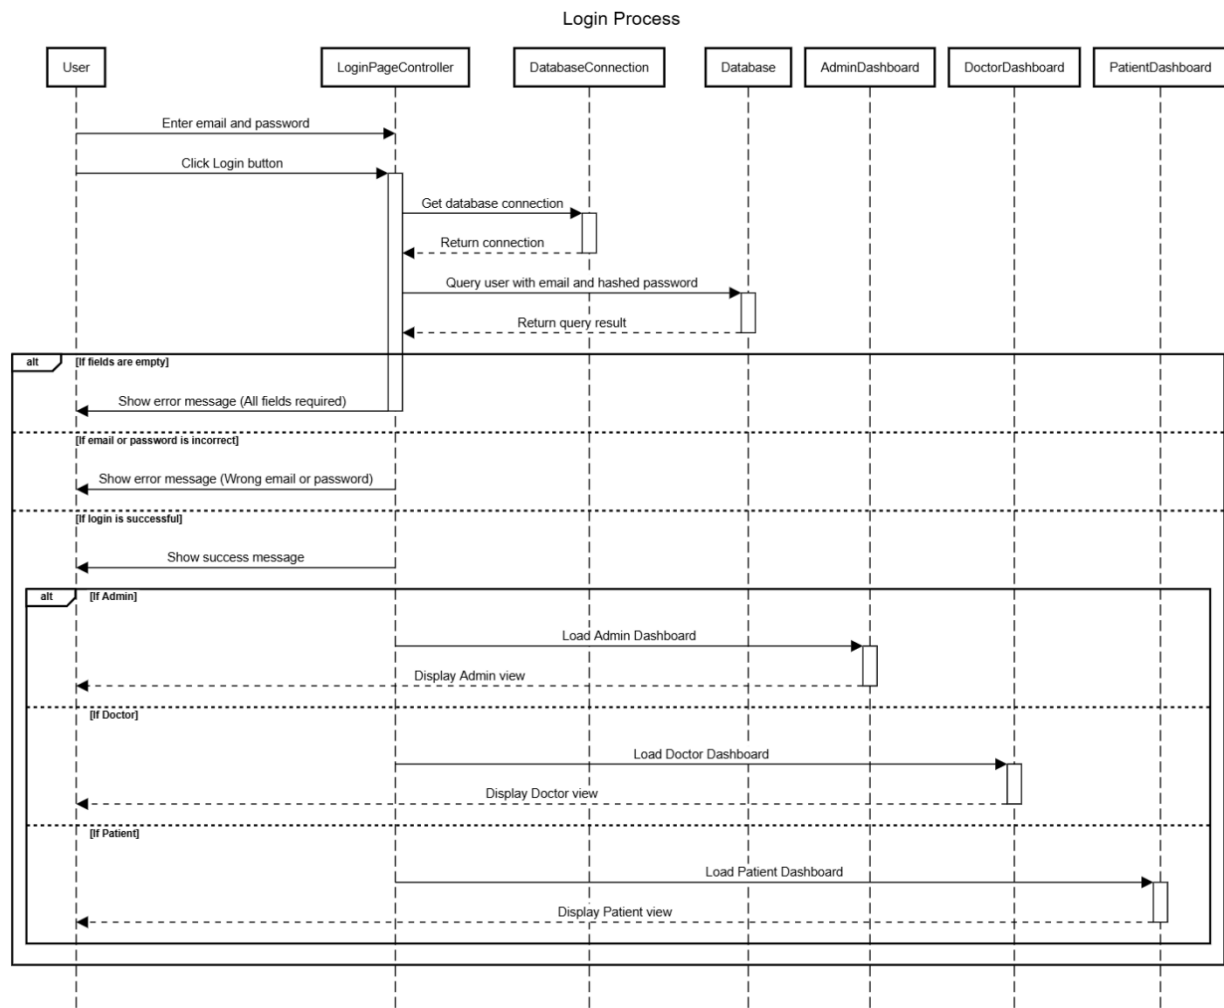 Login Process
User
LoginPageController
DatabaseConnection
Database
AdminDashboard
DoctorDashboard
PatientDashboard
Enter email and password
Click Login button
Get database connection
Return connection
Query user with email and hashed password
Return query result
alt
[If fields are empty]
Show error message (All fields required)
[If email or password is incorrect]
Show error message (Wrong email or password)
[If login is successful]
Show success message
alt
[If Admin]
Load Admin Dashboard
Display Admin view
[If Doctor]
Load Doctor Dashboard
Display Doctor view
[If Patient]
Load Patient Dashboard
Display Patient view